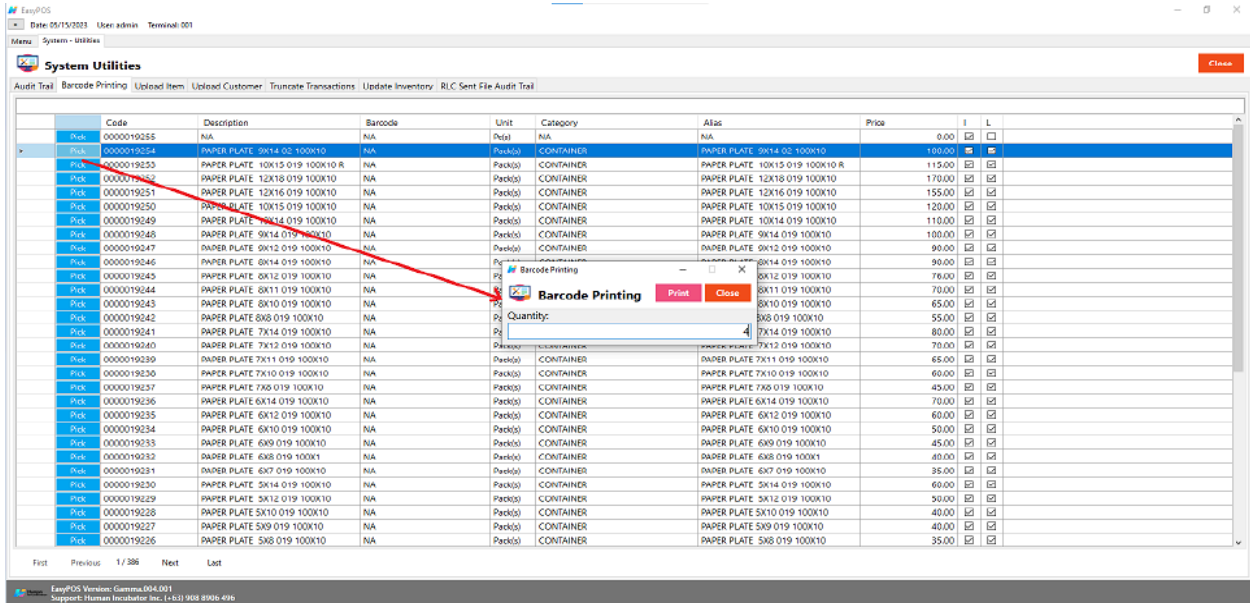 EasyPOS
Date: 05/15/2023 User: admin Terminal: 001
Menu System - Utilities
System Utilities Close
Audit Trail Barcode Printing Upload Item Upload Customer Truncate Transactions Update Inventory RLC Sent File Audit Trail
Code Description Barcode Unit Category Alias Price I L
Pick 0000019255 NA NA Pc(s) NA NA 0.00
Pick 0000019254 PAPER PLATE 9X14 02 100X10 NA Pack(s) CONTAINER PAPER PLATE 9X14 02 100X10 100.00
Pick 0000019253 PAPER PLATE 10X15 019 100X10 R NA Pack(s) CONTAINER PAPER PLATE 10X15 019 100X10 R 115.00
Pick 0000019252 PAPER PLATE 12X18 019 100X10 NA Pack(s) CONTAINER PAPER PLATE 12X18 019 100X10 170.00
Pick 0000019251 PAPER PLATE 12X16 019 100X10 NA Pack(s) CONTAINER PAPER PLATE 12X16 019 100X10 155.00
Pick 0000019250 PAPER PLATE 10X15 019 100X10 NA Pack(s) CONTAINER PAPER PLATE 10X15 019 100X10 120.00
Pick 0000019249 PAPER PLATE 10X14 019 100X10 NA Pack(s) CONTAINER PAPER PLATE 10X14 019 100X10 110.00
Pick 0000019248 PAPER PLATE 9X14 019 100X10 NA Pack(s) CONTAINER PAPER PLATE 9X14 019 100X10 100.00
Pick 0000019247 PAPER PLATE 9X12 019 100X10 NA Pack(s) CONTAINER PAPER PLATE 9X12 019 100X10 90.00
Pick 0000019246 PAPER PLATE 8X14 019 100X10 NA 8X14 019 100X10 90.00
Pick 0000019245 PAPER PLATE 8X12 019 100X10 NA 8X12 019 100X10 76.00
Pick 0000019244 PAPER PLATE 8X11 019 100X10 NA 8X11 019 100X10 70.00
Pick 0000019243 PAPER PLATE 8X10 019 100X10 NA 8X10 019 100X10 65.00
Pick 0000019242 PAPER PLATE 8X8 019 100X10 NA 8X8 019 100X10 55.00
Pick 0000019241 PAPER PLATE 7X14 019 100X10 NA 7X14 019 100X10 80.00
Pick 0000019240 PAPER PLATE 7X12 019 100X10 NA Pack(s) CONTAINER PAPER PLATE 7X12 019 100X10 70.00
Pick 0000019239 PAPER PLATE 7X11 019 100X10 NA Pack(s) CONTAINER PAPER PLATE 7X11 019 100X10 65.00
Pick 0000019238 PAPER PLATE 7X10 019 100X10 NA Pack(s) CONTAINER PAPER PLATE 7X10 019 100X10 60.00
Pick 0000019237 PAPER PLATE 7X8 019 100X10 NA Pack(s) CONTAINER PAPER PLATE 7X8 019 100X10 45.00
Pick 0000019236 PAPER PLATE 6X14 019 100X10 NA Pack(s) CONTAINER PAPER PLATE 6X14 019 100X10 70.00
Pick 0000019235 PAPER PLATE 6X12 019 100X10 NA Pack(s) CONTAINER PAPER PLATE 6X12 019 100X10 60.00
Pick 0000019234 PAPER PLATE 6X10 019 100X10 NA Pack(s) CONTAINER PAPER PLATE 6X10 019 100X10 50.00
Pick 0000019233 PAPER PLATE 6X9 019 100X10 NA Pack(s) CONTAINER PAPER PLATE 6X9 019 100X10 45.00
Pick 0000019232 PAPER PLATE 6X8 019 100X1 NA Pack(s) CONTAINER PAPER PLATE 6X8 019 100X1 40.00
Pick 0000019231 PAPER PLATE 6X7 019 100X10 NA Pack(s) CONTAINER PAPER PLATE 6X7 019 100X10 35.00
Pick 0000019230 PAPER PLATE 5X14 019 100X10 NA Pack(s) CONTAINER PAPER PLATE 5X14 019 100X10 60.00
Pick 0000019229 PAPER PLATE 5X12 019 100X10 NA Pack(s) CONTAINER PAPER PLATE 5X12 019 100X10 50.00
Pick 0000019228 PAPER PLATE 5X10 019 100X10 NA Pack(s) CONTAINER PAPER PLATE 5X10 019 100X10 40.00
Pick 0000019227 PAPER PLATE 5X9 019 100X10 NA Pack(s) CONTAINER PAPER PLATE 5X9 019 100X10 40.00
Pick 0000019226 PAPER PLATE 5X8 019 100X10 NA Pack(s) CONTAINER PAPER PLATE 5X8 019 100X10 35.00
Barcode Printing
Barcode Printing Print Close
Quantity:
4
First Previous 1 / 386 Next Last
EasyPOS Version: Gamma.004.001
Support: Human Incubator Inc. (+63) 908 8906 496